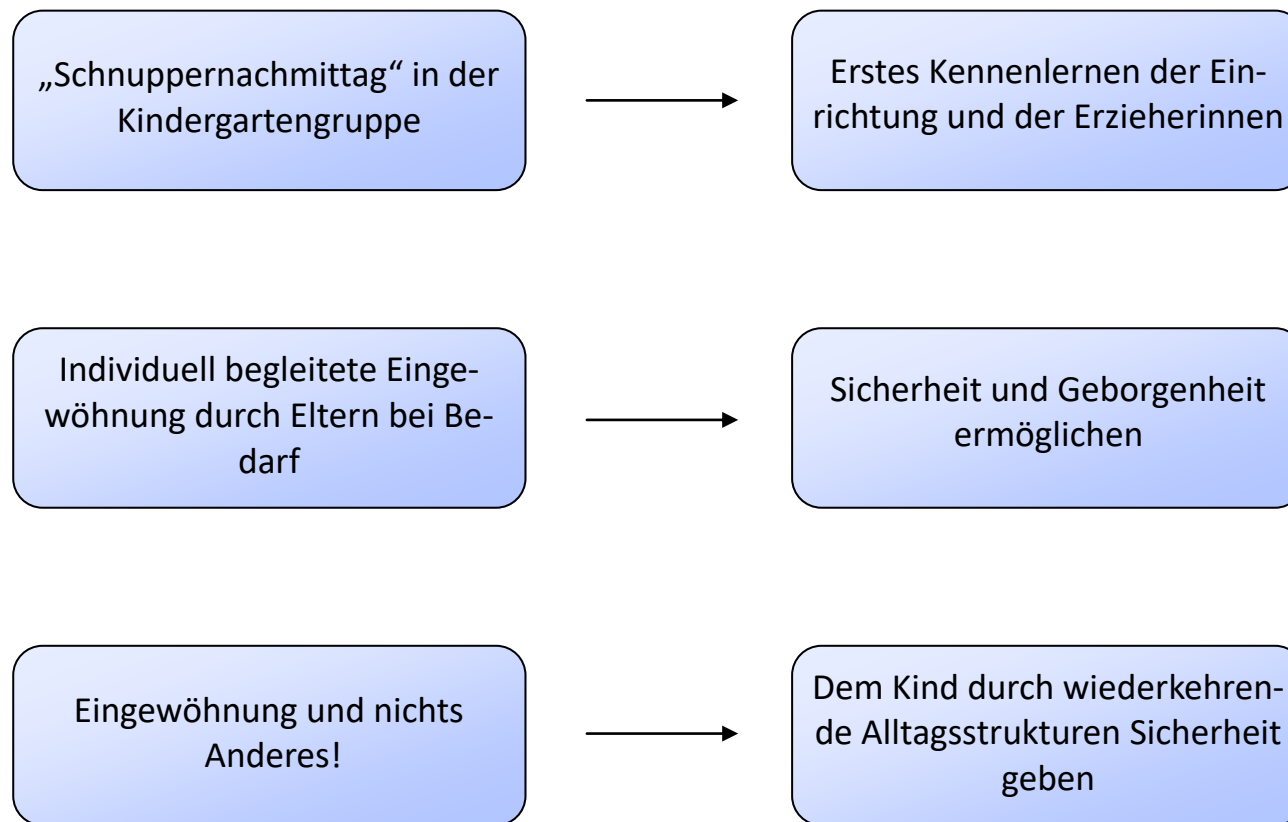 „Schnuppernachmittag“ in der
Kindergartengruppe
Erstes Kennenlernen der Ein-
richtung und der Erzieherinnen
Individuell begleitete Einge-
wöhnung durch Eltern bei Be-
darf
Sicherheit und Geborgenheit
ermöglichen
Eingewöhnung und nichts
Anderes!
Dem Kind durch wiederkehren-
de Alltagsstrukturen Sicherheit
geben